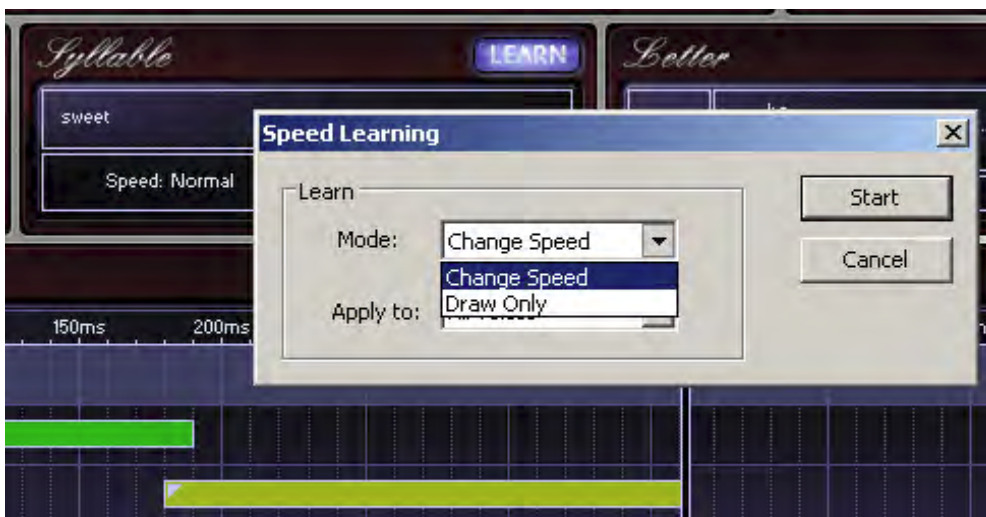 Syllable
LEARN
Letter
sweet
Speed Learning
Speed: Normal
Learn
Start
Mode:
Change Speed
Cancel
Change Speed
Draw Only
Apply to:
150ms
200ms